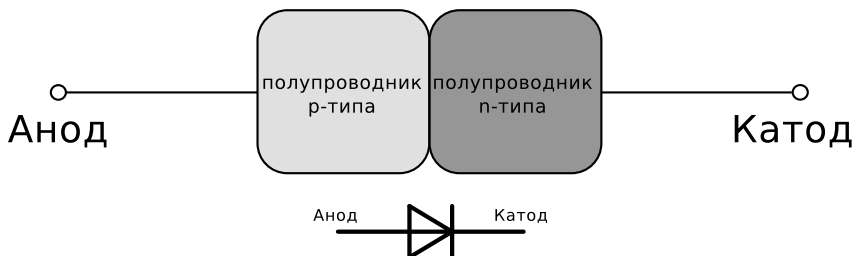 полупроводник
p-типа
полупроводник
n-типа
Анод
Катод
Анод
Катод